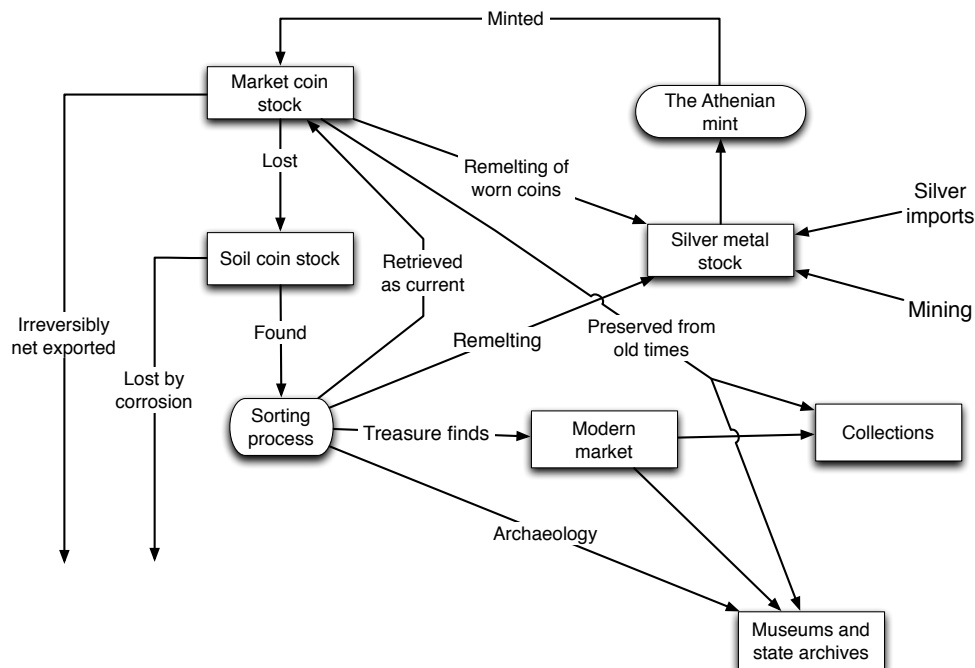 Minted
Market coin
stock
The Athenian
mint
Lost
Remelting of
worn coins
Silver
imports
Soil coin stock
Retrieved
as current
Silver metal
stock
Mining
Irreversibly
net exported
Found
Remelting
Preserved from
old times
Lost by
corrosion
Sorting
process
Treasure finds
Modern
market
Collections
Archaeology
Museums and
state archives